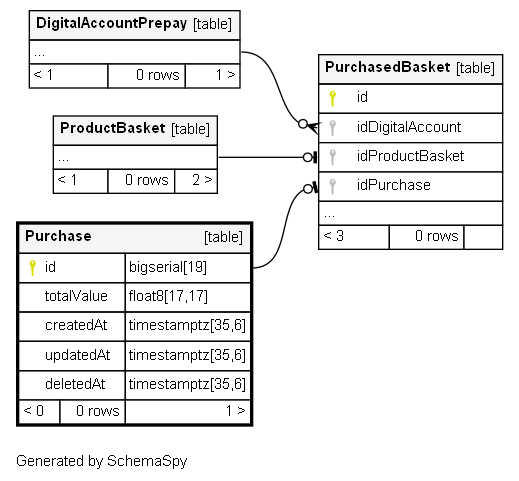 DigitalAccountPrepay [table]
...
< 1 0 rows 1 >
PurchasedBasket [table]
id
idDigitalAccount
idProductBasket
idPurchase
...
< 3 0 rows
ProductBasket [table]
...
< 1 0 rows 2 >
Purchase [table]
id bigserial[19]
totalValue float8[17,17]
createdAt timestamptz[35,6]
updatedAt timestamptz[35,6]
deletedAt timestamptz[35,6]
< 0 0 rows 1 >
Generated by SchemaSpy